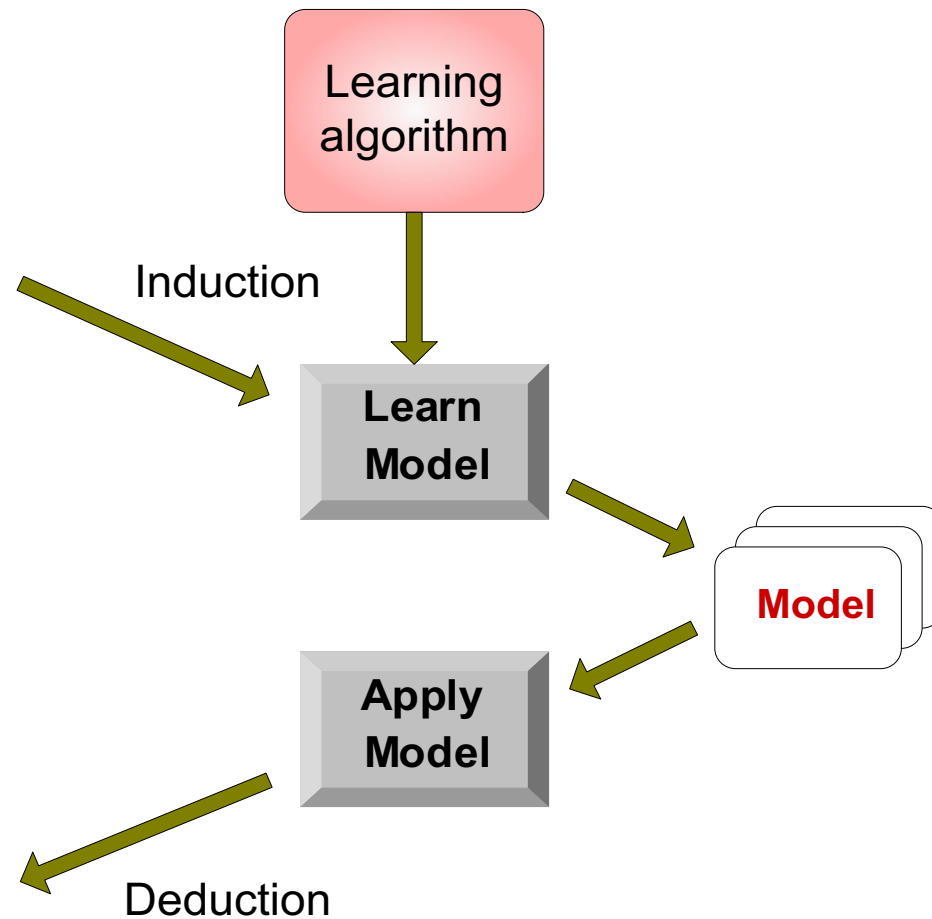 Learning
algorithm
Induction
Learn
Model
Model
Apply
Model
Deduction